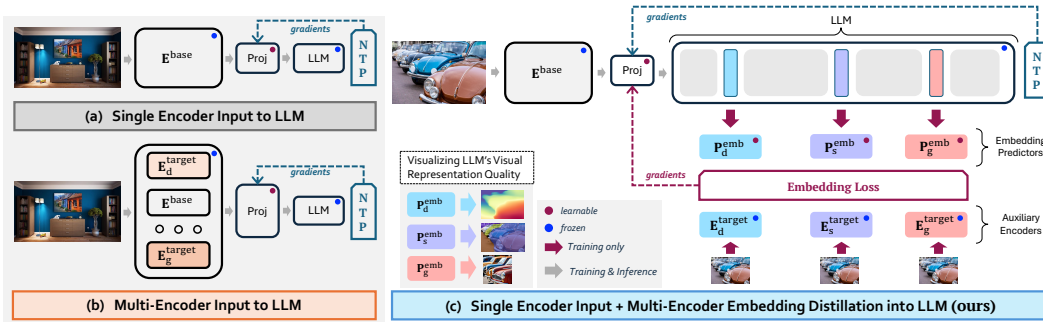 gradients
E^base
Proj
LLM
N
T
P
(a) Single Encoder Input to LLM
E_d^target
E^base
E_g^target
gradients
Proj
LLM
N
T
P
(b) Multi-Encoder Input to LLM
LLM
gradients
E^base
Proj
N
T
P
P_d^emb
P_s^emb
P_g^emb
Embedding
Predictors
Visualizing LLM's Visual
Representation Quality
P_d^emb
P_s^emb
P_g^emb
gradients
Embedding Loss
learnable
frozen
Training only
Training & Inference
E_d^target
E_s^target
E_g^target
Auxiliary
Encoders
(c) Single Encoder Input + Multi-Encoder Embedding Distillation into LLM (ours)